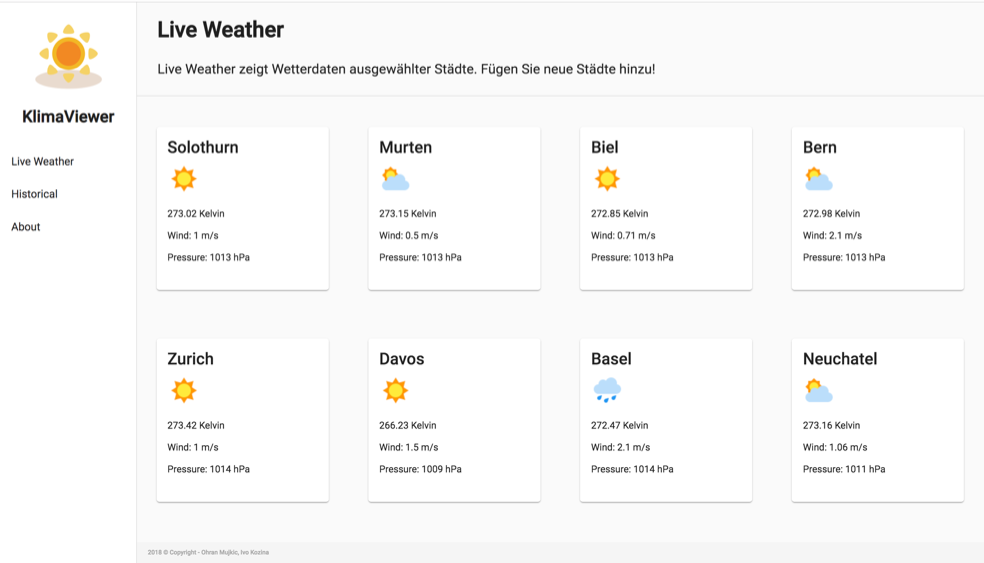 KlimaViewer
Live Weather
Historical
About
Live Weather
Live Weather zeigt Wetterdaten ausgewählter Städte. Fügen Sie neue Städte hinzu!
Solothurn
273.02 Kelvin
Wind: 1 m/s
Pressure: 1013 hPa
Murten
273.15 Kelvin
Wind: 0.5 m/s
Pressure: 1013 hPa
Biel
272.85 Kelvin
Wind: 0.71 m/s
Pressure: 1013 hPa
Bern
272.98 Kelvin
Wind: 2.1 m/s
Pressure: 1013 hPa
Zurich
273.42 Kelvin
Wind: 1 m/s
Pressure: 1014 hPa
Davos
266.23 Kelvin
Wind: 1.5 m/s
Pressure: 1009 hPa
Basel
272.47 Kelvin
Wind: 2.1 m/s
Pressure: 1014 hPa
Neuchatel
273.16 Kelvin
Wind: 1.06 m/s
Pressure: 1011 hPa
2018 © Copyright - Ohran Mujkic, Ivo Kozina